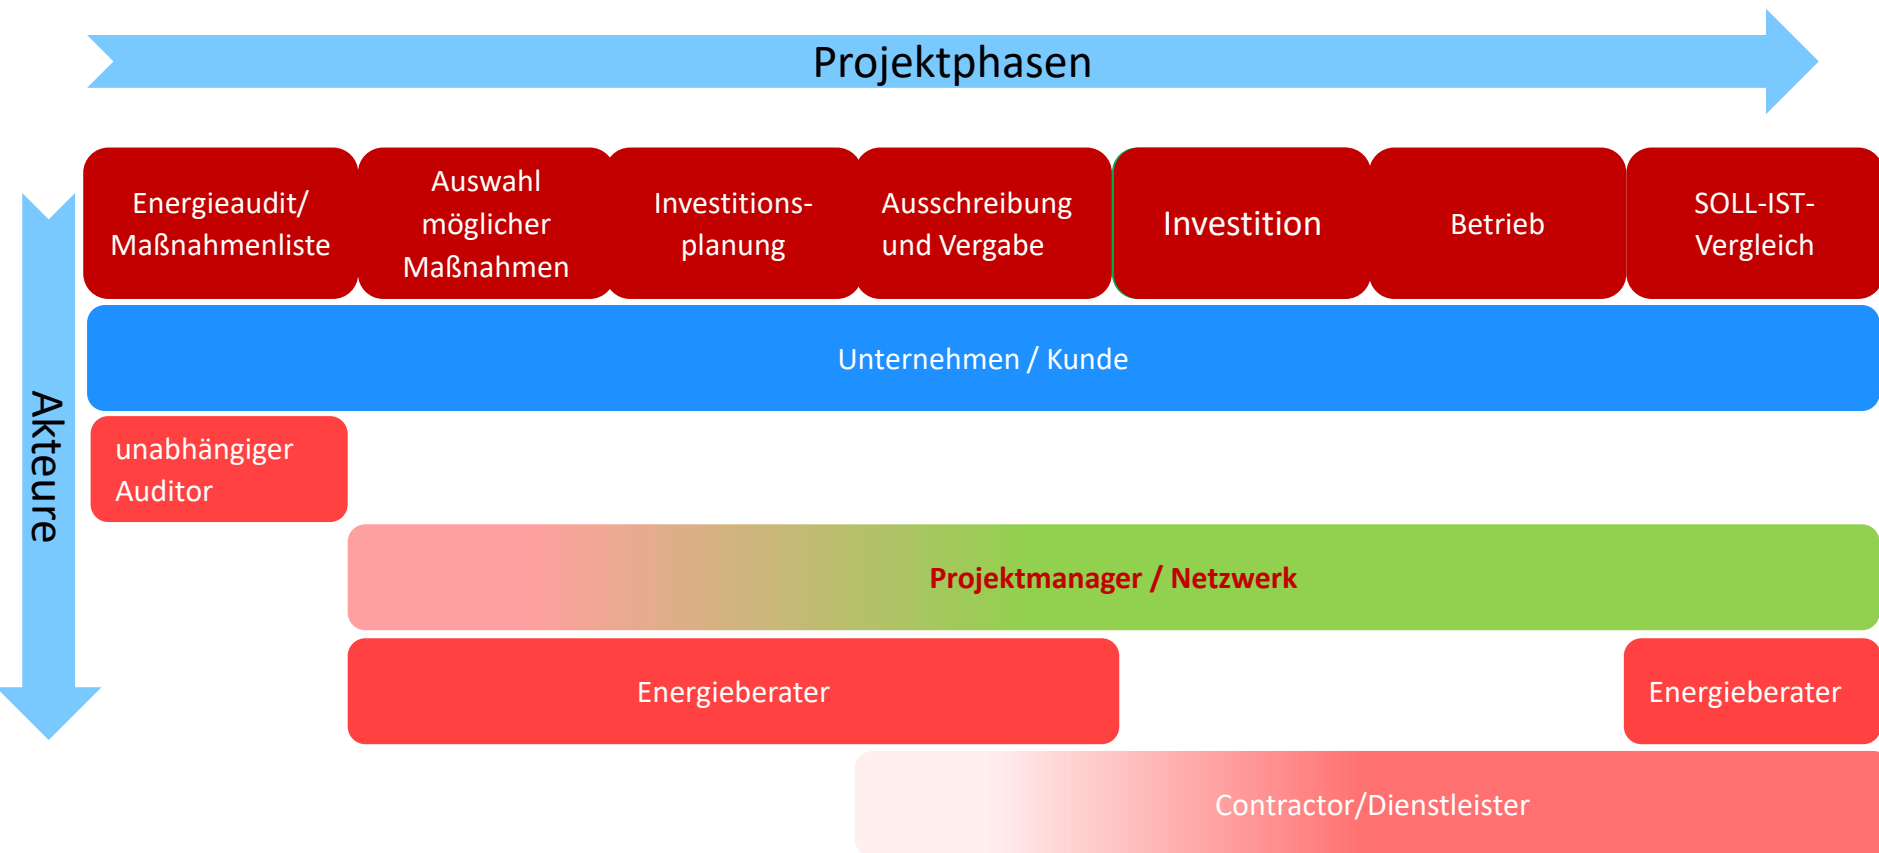 Projektphasen
Energieaudit/
Maßnahmenliste
Auswahl
möglicher
Maßnahmen
Investitions-
planung
Ausschreibung
und Vergabe
Investition
Betrieb
SOLL-IST-
Vergleich
Akteure
Unternehmen / Kunde
unabhängiger
Auditor
Projektmanager / Netzwerk
Energieberater
Energieberater
Contractor/Dienstleister